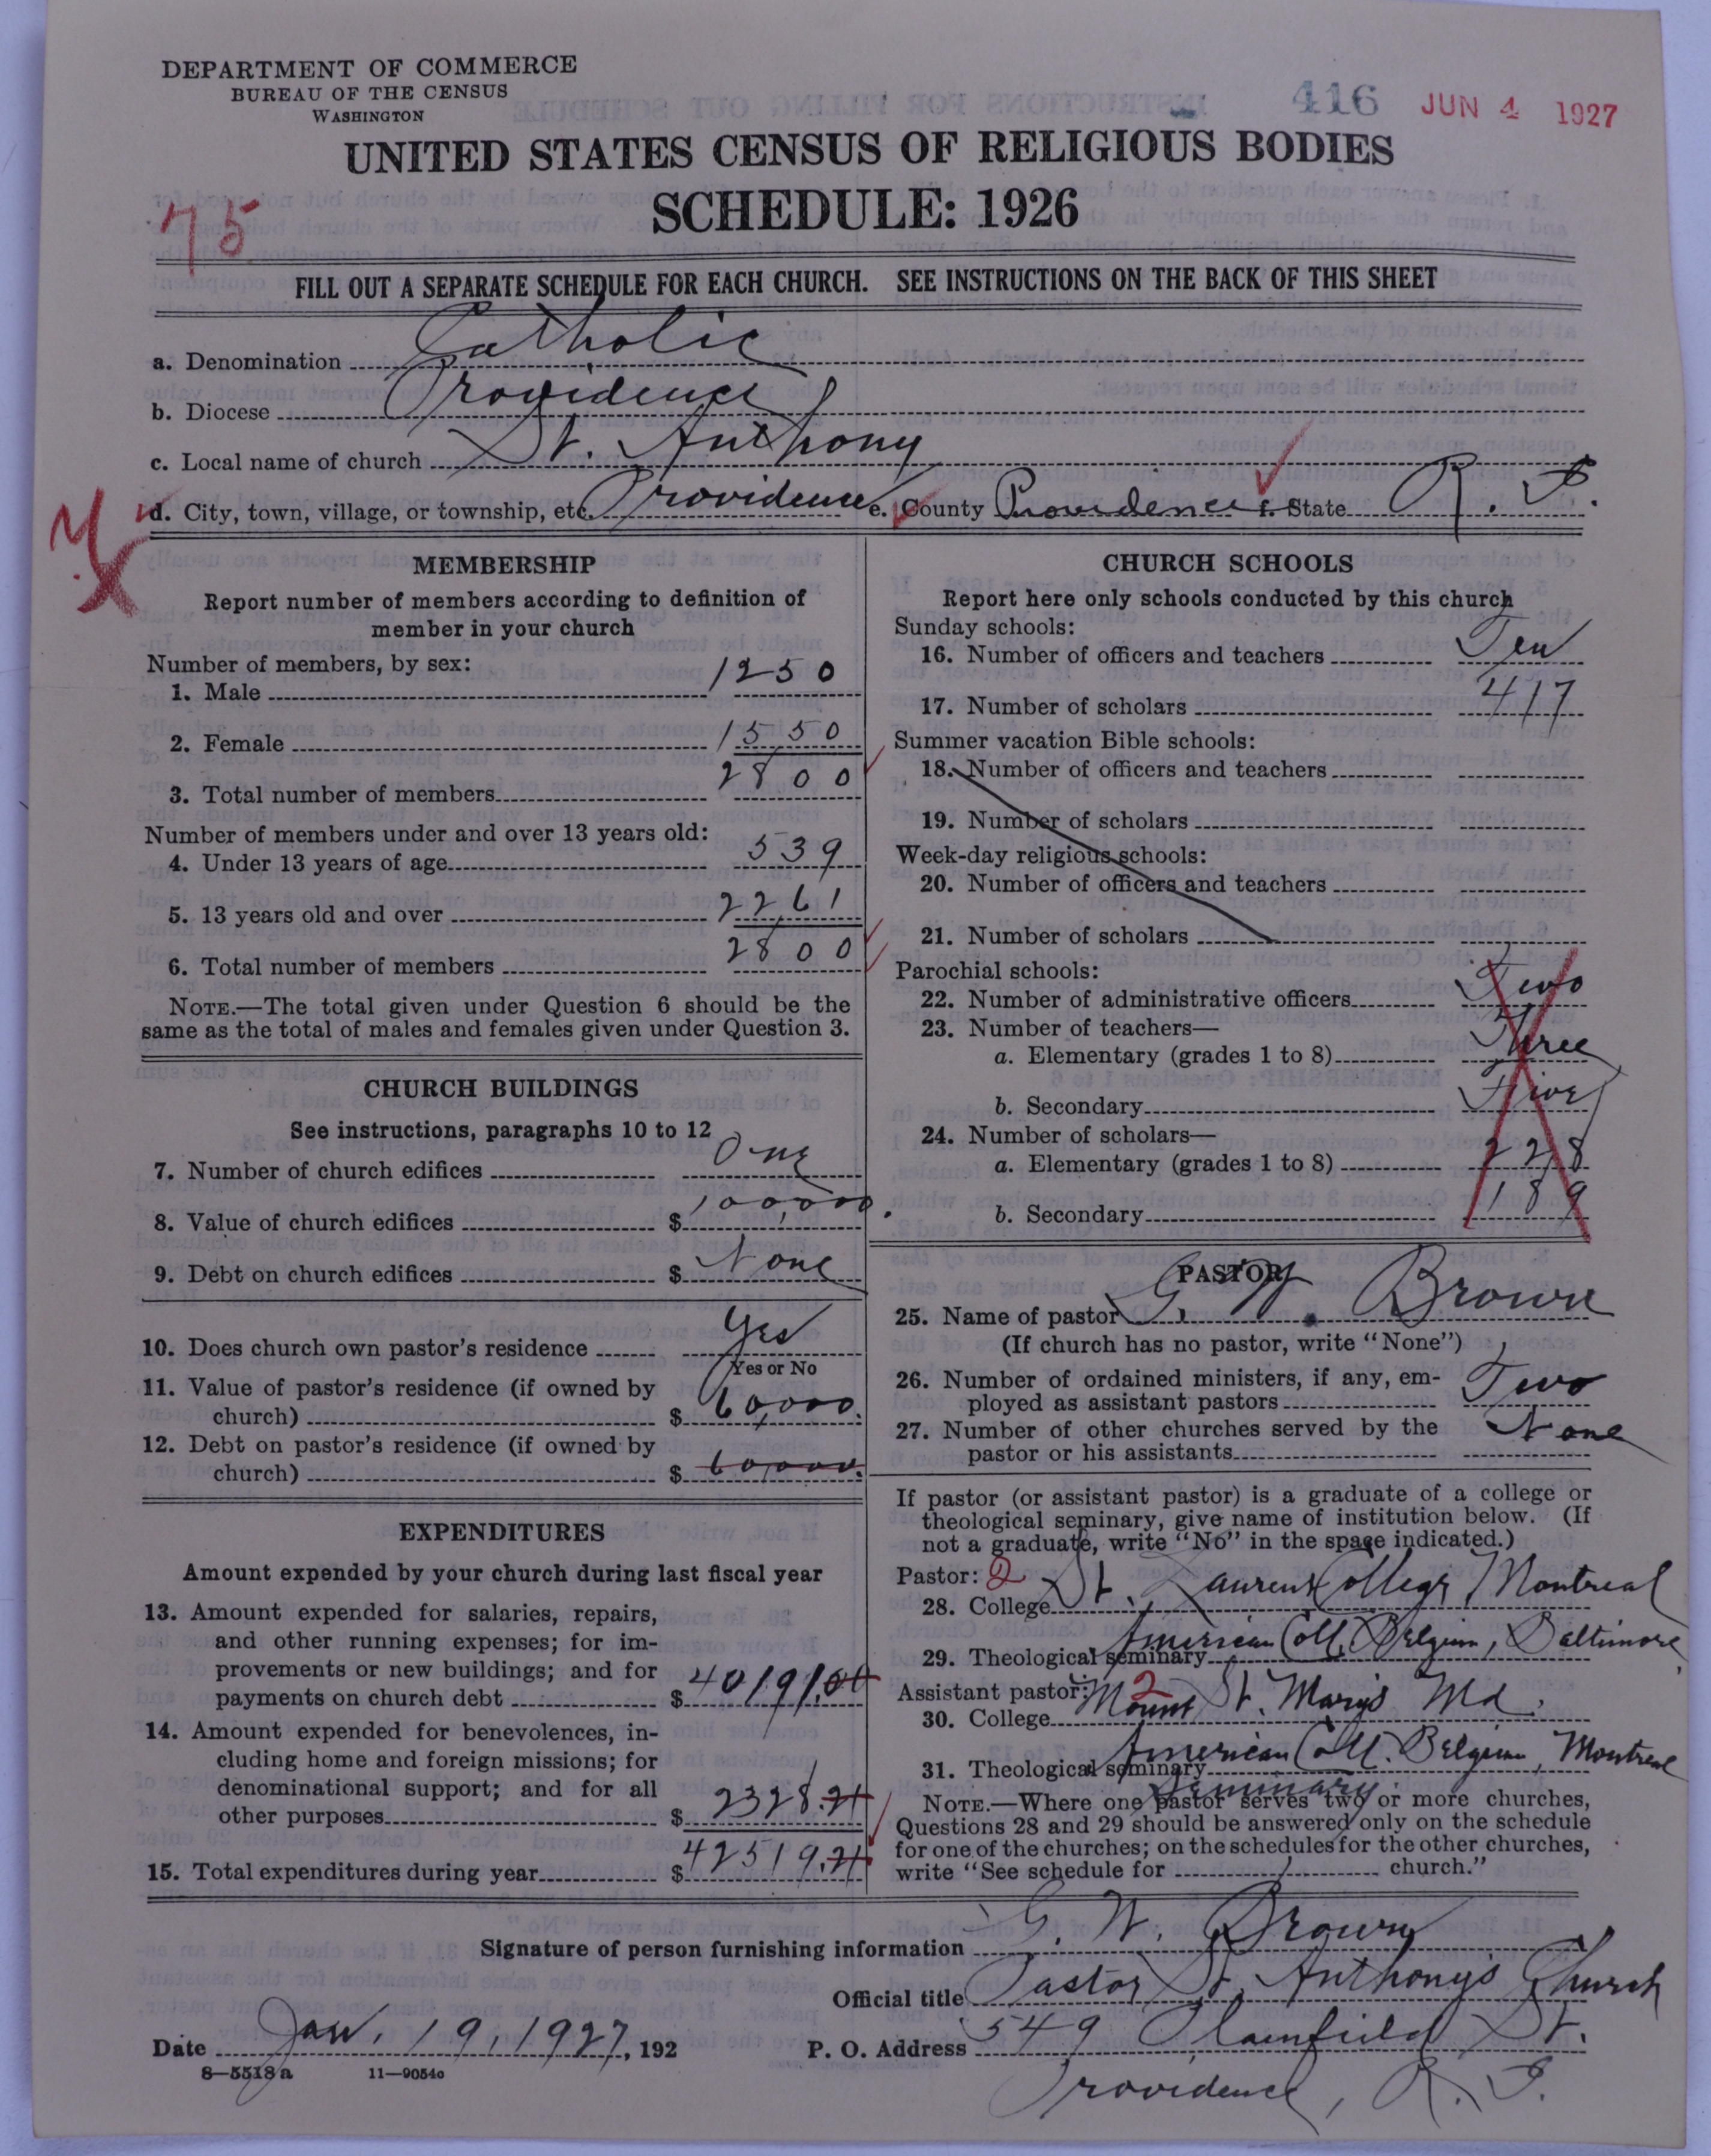 DEPARTMENT OF COMMERCE
BUREAU OF THE CENSUS
WASHINGTON
416 JUN 4 1927
UNITED STATES CENSUS OF RELIGIOUS BODIES
SCHEDULE: 1926
75
FILL OUT A SEPARATE SCHEDULE FOR EACH CHURCH. SEE INSTRUCTIONS ON THE BACK OF THIS SHEET
a. Denomination Catholic
b. Diocese Providence
c. Local name of church St. Anthony
d. City, town, village, or township, etc. Providence e. County Providence f. State R. I.
MEMBERSHIP
Report number of members according to definition of
member in your church
Number of members, by sex:
1. Male 1250
2. Female 1550
3. Total number of members 2800
Number of members under and over 13 years old:
4. Under 13 years of age 539
5. 13 years old and over 2261
6. Total number of members 2800
NOTE.—The total given under Question 6 should be the
same as the total of males and females given under Question 3.
CHURCH BUILDINGS
See instructions, paragraphs 10 to 12
7. Number of church edifices One
8. Value of church edifices $ 100,000.
9. Debt on church edifices $ None
10. Does church own pastor's residence Yes
Yes or No
11. Value of pastor's residence (if owned by
church) $ 60,000.
12. Debt on pastor's residence (if owned by
church) $ 60,000.
EXPENDITURES
Amount expended by your church during last fiscal year
13. Amount expended for salaries, repairs,
and other running expenses; for im-
provements or new buildings; and for
payments on church debt $ 40191.00
14. Amount expended for benevolences, in-
cluding home and foreign missions; for
denominational support; and for all
other purposes $ 2328.21
15. Total expenditures during year $ 42519.21
CHURCH SCHOOLS
Report here only schools conducted by this church
Sunday schools:
16. Number of officers and teachers Ten
17. Number of scholars 417
Summer vacation Bible schools:
18. Number of officers and teachers
19. Number of scholars
Week-day religious schools:
20. Number of officers and teachers
21. Number of scholars
Parochial schools:
22. Number of administrative officers Two
23. Number of teachers—
a. Elementary (grades 1 to 8) Three
b. Secondary Five
24. Number of scholars—
a. Elementary (grades 1 to 8) 228
b. Secondary 189
PASTOR
25. Name of pastor G. W. Brown
(If church has no pastor, write "None")
26. Number of ordained ministers, if any, em-
ployed as assistant pastors Two
27. Number of other churches served by the
pastor or his assistants None
If pastor (or assistant pastor) is a graduate of a college or
theological seminary, give name of institution below. (If
not a graduate, write "No" in the space indicated.)
Pastor: 2
28. College St. Laurent College Montreal
29. Theological seminary American Coll. Belgium, Baltimore
Assistant pastor: 2
30. College Mount St. Marys Md.
31. Theological seminary American Coll. Belgium, Montreal
Seminary.
NOTE.—Where one pastor serves two or more churches,
Questions 28 and 29 should be answered only on the schedule
for one of the churches; on the schedules for the other churches,
write "See schedule for church."
Signature of person furnishing information G. W. Brown
Official title Pastor St. Anthonys Church
Date Jan. 19, 1927, 192 P. O. Address 549 Plainfield St.
Providence, R. I.
8—5518a 11—9054c